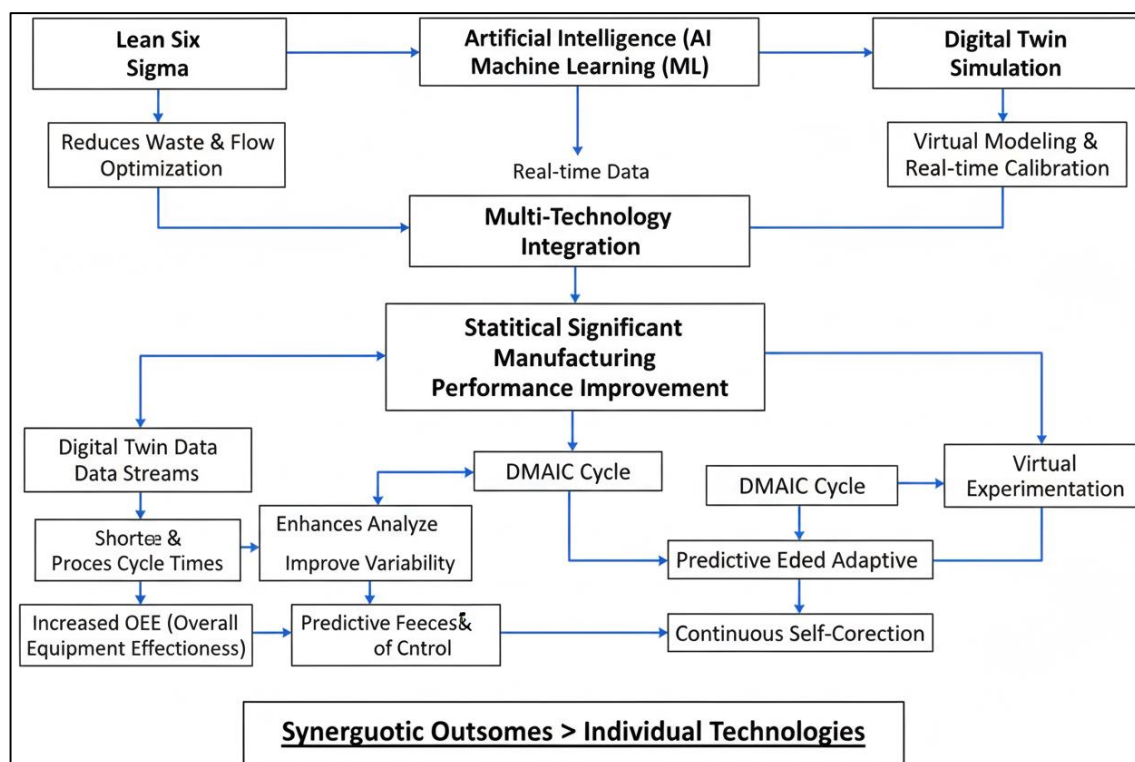 Lean Six
Sigma
Artificial Intelligence (AI
Machine Learning (ML)
Digital Twin
Simulation
Reduces Waste & Flow
Optimization
Real-time Data
Virtual Modeling &
Real-time Calibration
Multi-Technology
Integration
Statitical Significant
Manufacturing
Performance Improvement
Digital Twin Data
Data Streams
DMAIC Cycle
DMAIC Cycle
Virtual
Experimentation
Enhances Analyze
Improve Variability
&
Proces Cycle Times
Predictive Eded Adaptive
Increased OEE (Overall
Equipment Effectioness)
Predictive Feeces&
of Cntrol
Continuous Self-Corection
Synerguotic Outsomes > Individual Technologies